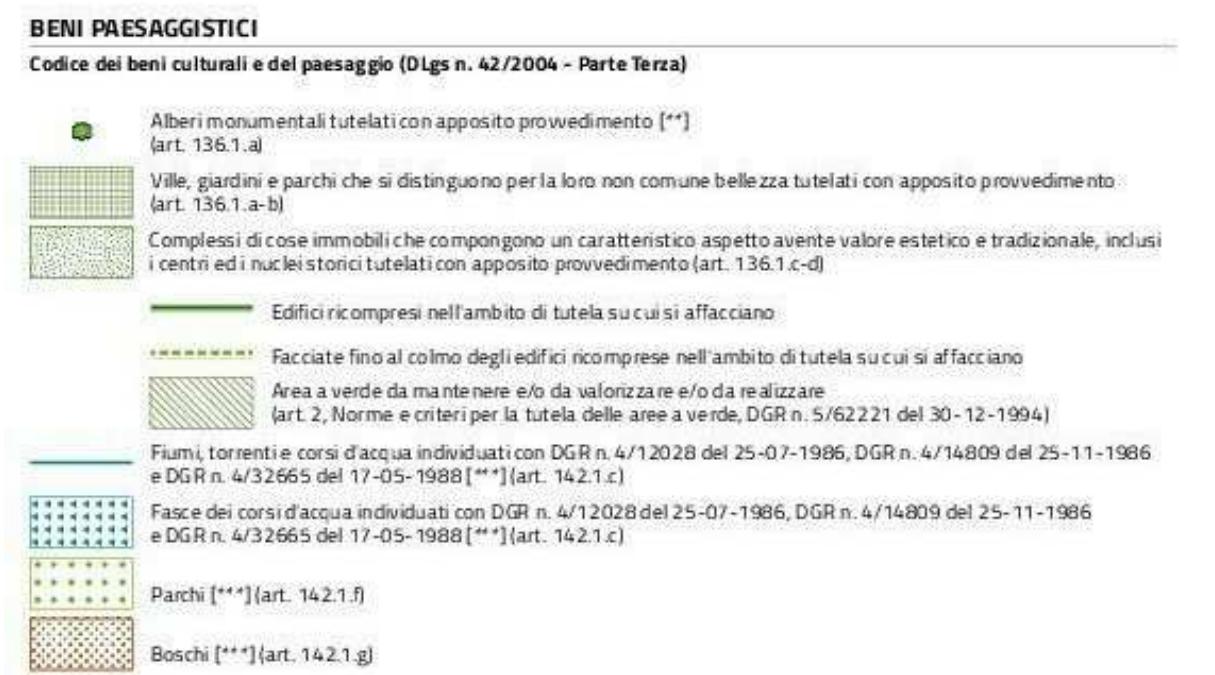 BENI PAESAGGISTICI
Codice dei beni culturali e del paesaggio (DLgs n. 42/2004 - Parte Terza)
Alberi monumentali tutelati con apposito provvedimento [**]
(art. 136.1.a)
Ville, giardini e parchi che si distinguono per la loro non comune bellezza tutelati con apposito provvedimento
(art. 136.1.a-b)
Complessi di cose immobili che compongono un caratteristico aspetto avente valore estetico e tradizionale, inclusi
i centri ed i nuclei storici tutelati con apposito provvedimento (art. 136.1.c-d)
Edifici ricompresi nell'ambito di tutela su cui si affacciano
Facciate fino al colmo degli edifici ricomprese nell'ambito di tutela su cui si affacciano
Area a verde da mantenere e/o da valorizzare e/o da realizzare
(art. 2, Norme e criteri per la tutela delle aree a verde, DGR n. 5/62221 del 30-12-1994)
Fiumi, torrenti e corsi d'acqua individuati con DGR n. 4/12028 del 25-07-1986, DGR n. 4/14809 del 25-11-1986
e DGR n. 4/32665 del 17-05-1988 [***] (art. 142.1.c)
Fasce dei corsi d'acqua individuati con DGR n. 4/12028 del 25-07-1986, DGR n. 4/14809 del 25-11-1986
e DGR n. 4/32665 del 17-05-1988 [***] (art. 142.1.c)
Parchi [***] (art. 142.1.f)
Boschi [***] (art. 142.1.g)